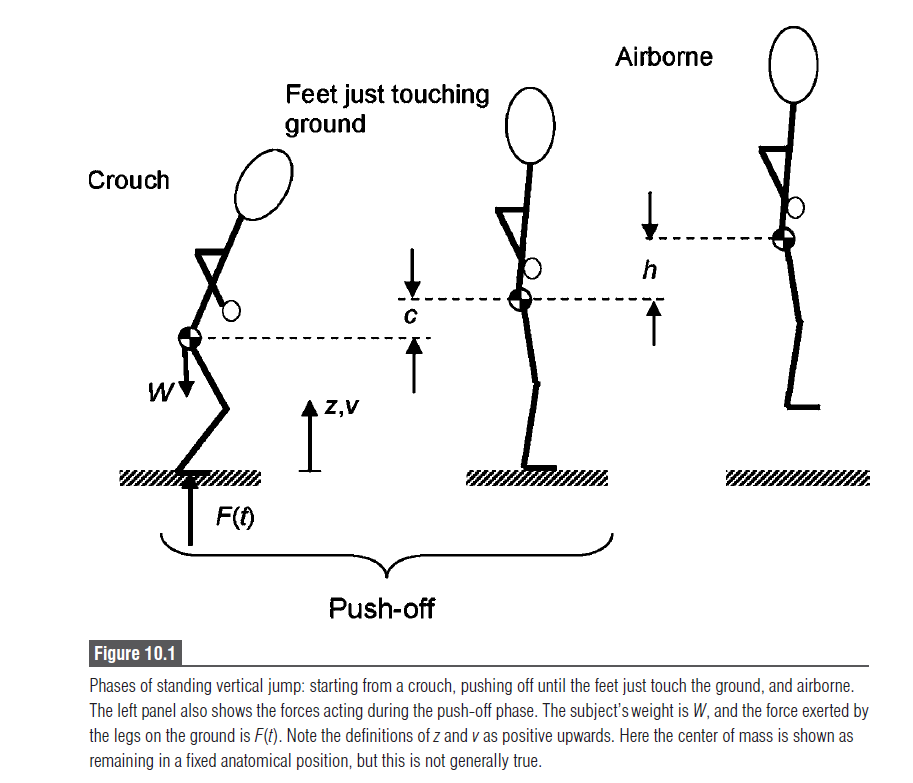 Airborne
Feet just touching
ground
Crouch
h
c
W
z,v
F(t)
Push-off
Figure 10.1
Phases of standing vertical jump: starting from a crouch, pushing off until the feet just touch the ground, and airborne.
The left panel also shows the forces acting during the push-off phase. The subject's weight is W, and the force exerted by
the legs on the ground is F(t). Note the definitions of z and v as positive upwards. Here the center of mass is shown as
remaining in a fixed anatomical position, but this is not generally true.